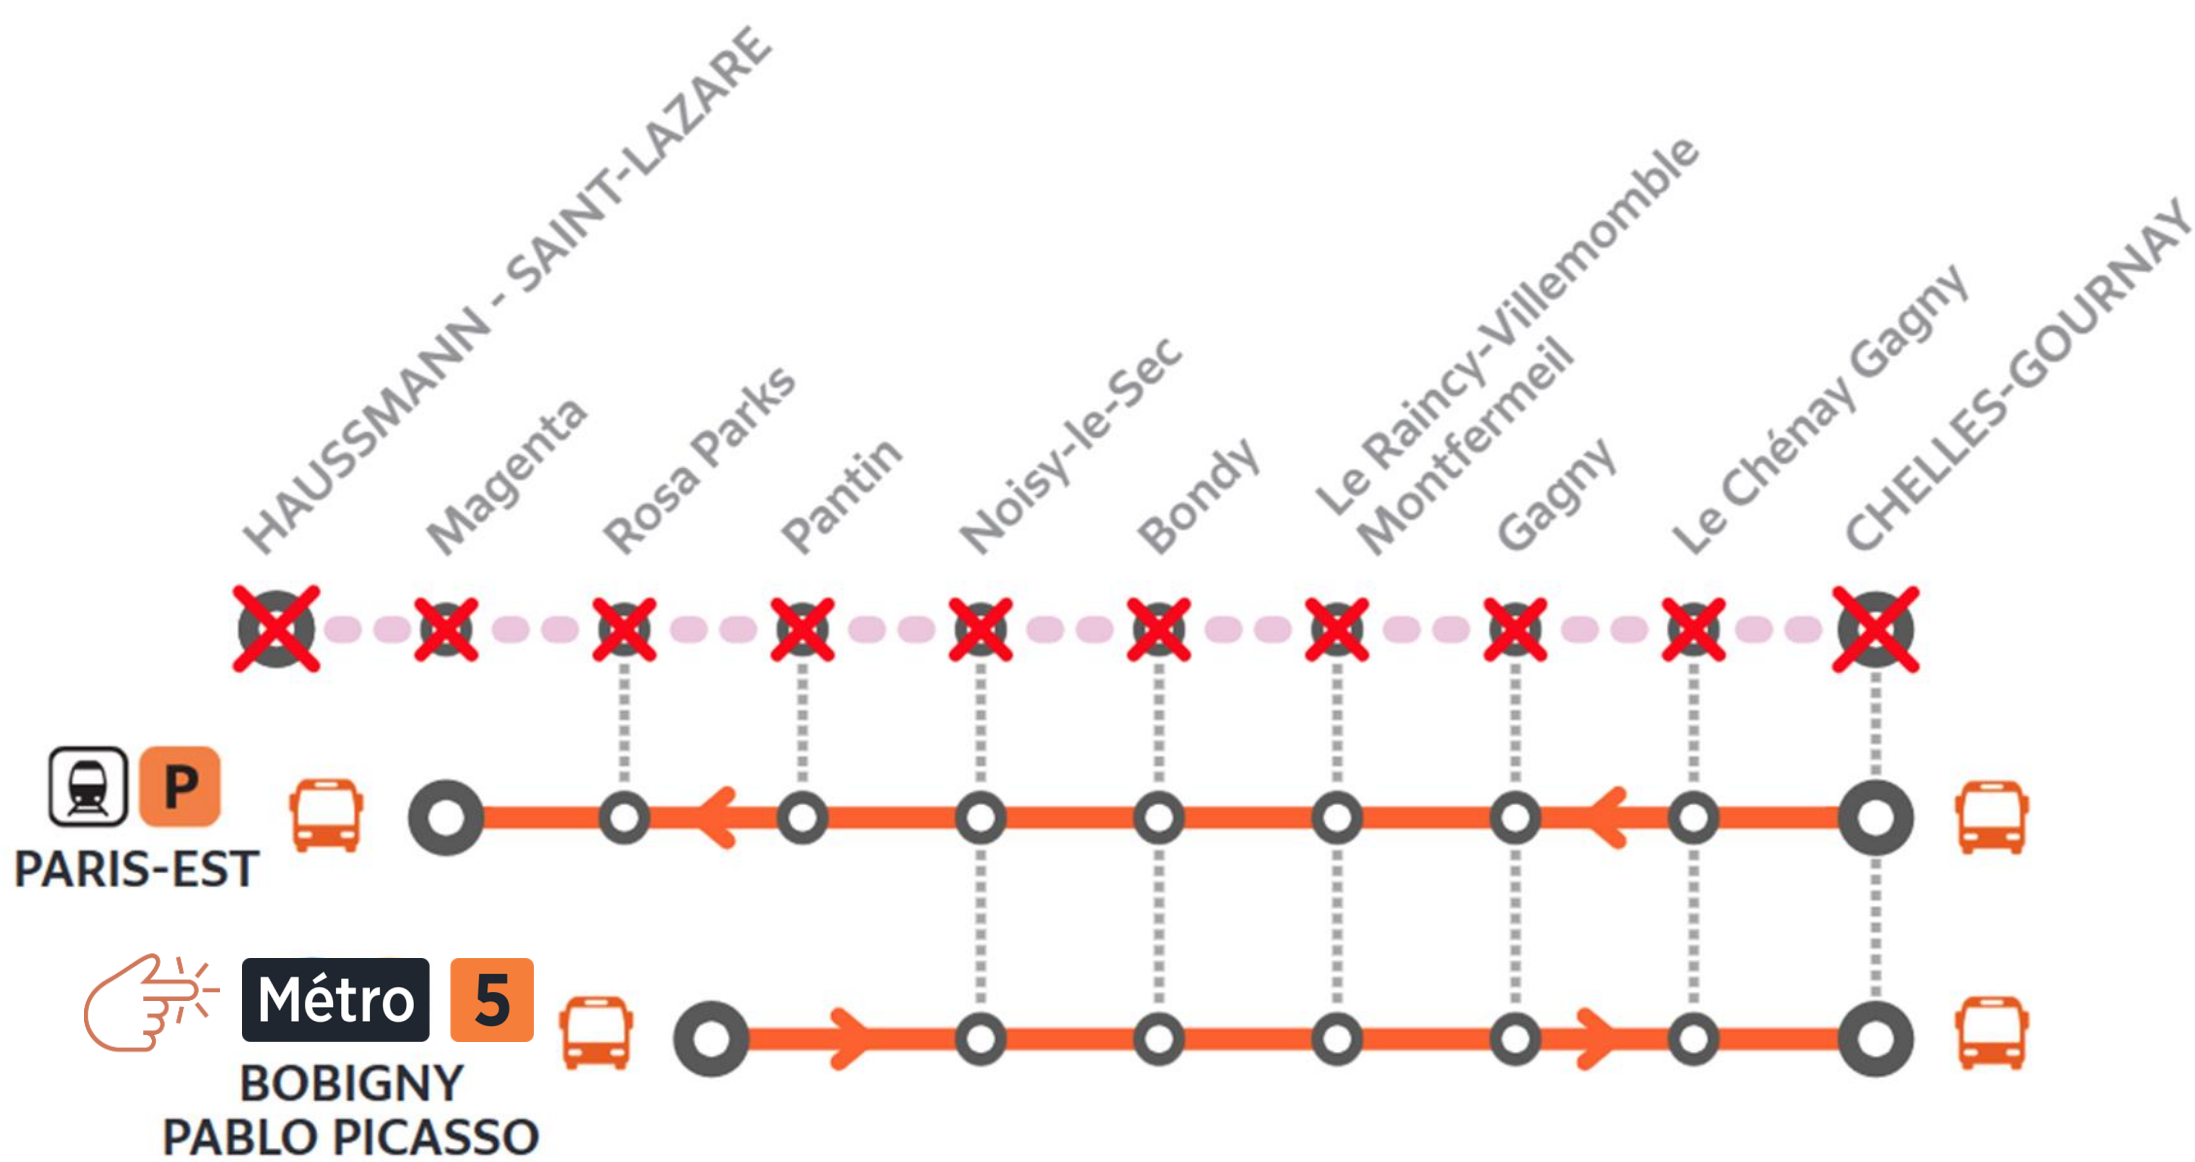 HAUSSMANN - SAINT-LAZARE
Magenta
Rosa Parks
Pantin
Noisy-le-Sec
Bondy
Le Raincy-Villemomble
Montfermeil
Gagny
Le Chénay Gagny
CHELLES-GOURNAY
P
PARIS-EST
Métro 5
BOBIGNY
PABLO PICASSO